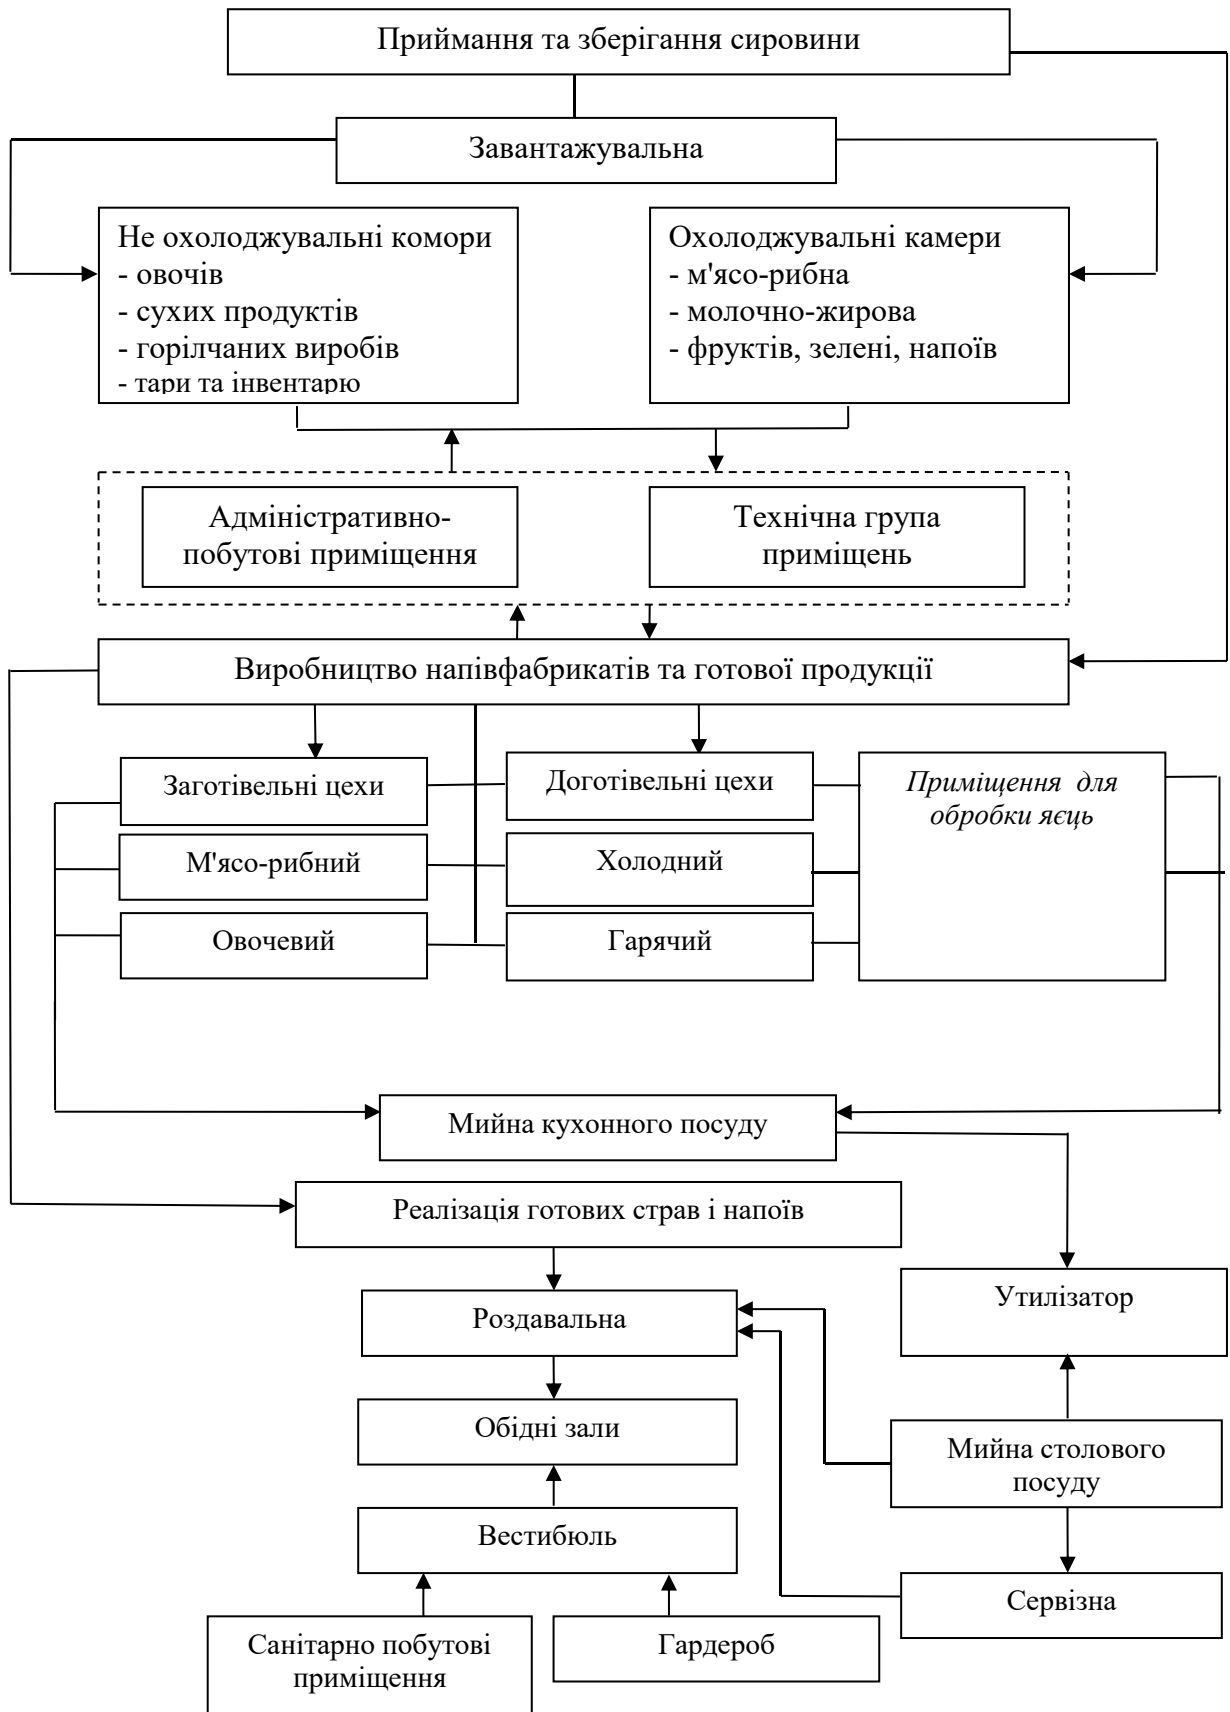 Приймання та зберігання сировини
Завантажувальна
Не охолоджувальні комори
- овочів
- сухих продуктів
- горілчаних виробів
- тари та інвентарю
Охолоджувальні камери
- м'ясо-рибна
- молочно-жирова
- фруктів, зелені, напоїв
Адміністративно-
побутові приміщення
Технічна група
приміщень
Виробництво напівфабрикатів та готової продукції
Заготівельні цехи
Доготівельні цехи
Приміщення для
обробки яєць
М'ясо-рибний
Холодний
Овочевий
Гарячий
Мийна кухонного посуду
Реалізація готових страв і напоїв
Утилізатор
Роздавальна
Обідні зали
Мийна столового
посуду
Вестибюль
Сервізна
Санітарно побутові
приміщення
Гардероб